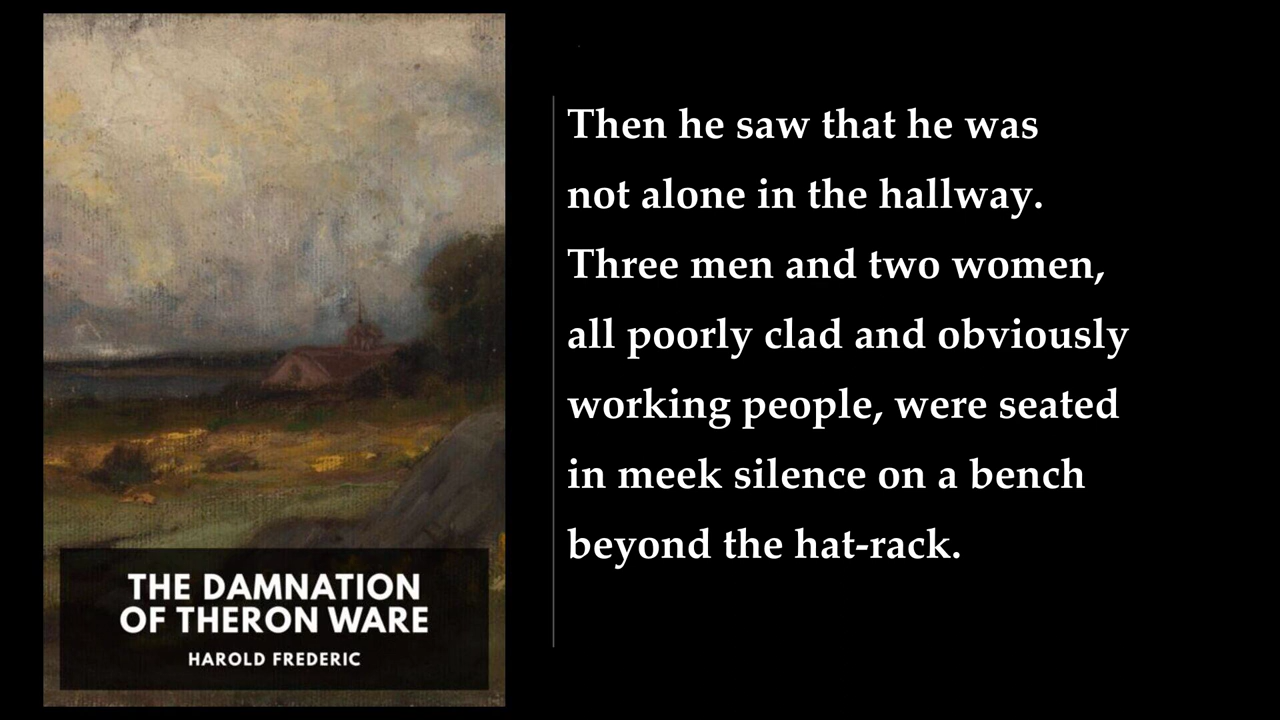 THE DAMNATION
OF THERON WARE
HAROLD FREDERIC
Then he saw that he was
not alone in the hallway.
Three men and two women,
all poorly clad and obviously
working people, were seated
in meek silence on a bench
beyond the hat-rack.